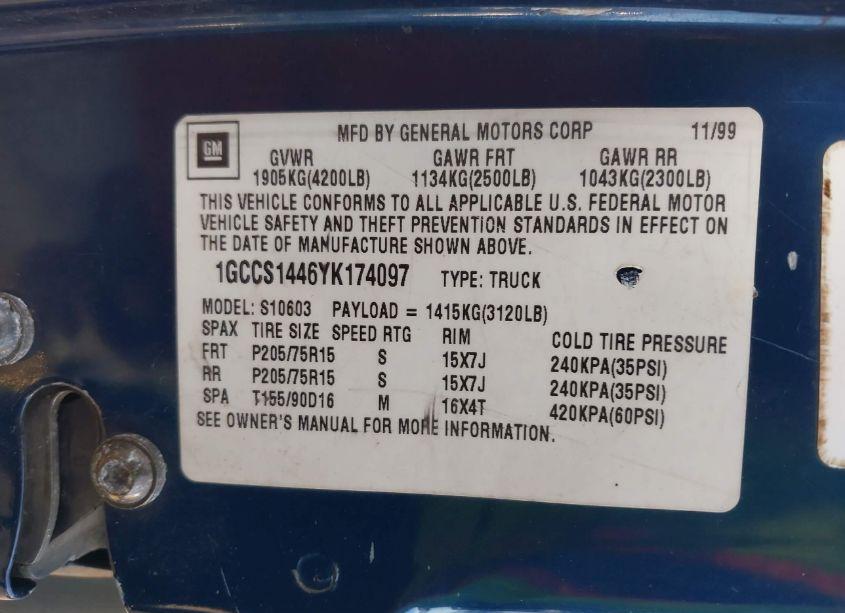 GM
MFD BY GENERAL MOTORS CORP 11/99
GVWR GAWR FRT GAWR RR
1905KG(4200LB) 1134KG(2500LB) 1043KG(2300LB)
THIS VEHICLE CONFORMS TO ALL APPLICABLE U.S. FEDERAL MOTOR
VEHICLE SAFETY AND THEFT PREVENTION STANDARDS IN EFFECT ON
THE DATE OF MANUFACTURE SHOWN ABOVE.
1GCCS1446YK174097 TYPE: TRUCK
MODEL: S10603 PAYLOAD = 1415KG(3120LB)
SPAX TIRE SIZE SPEED RTG RIM COLD TIRE PRESSURE
FRT P205/75R15 S 15X7J 240KPA(35PSI)
RR P205/75R15 S 15X7J 240KPA(35PSI)
SPA T155/90D16 M 16X4T 420KPA(60PSI)
SEE OWNER'S MANUAL FOR MORE INFORMATION.